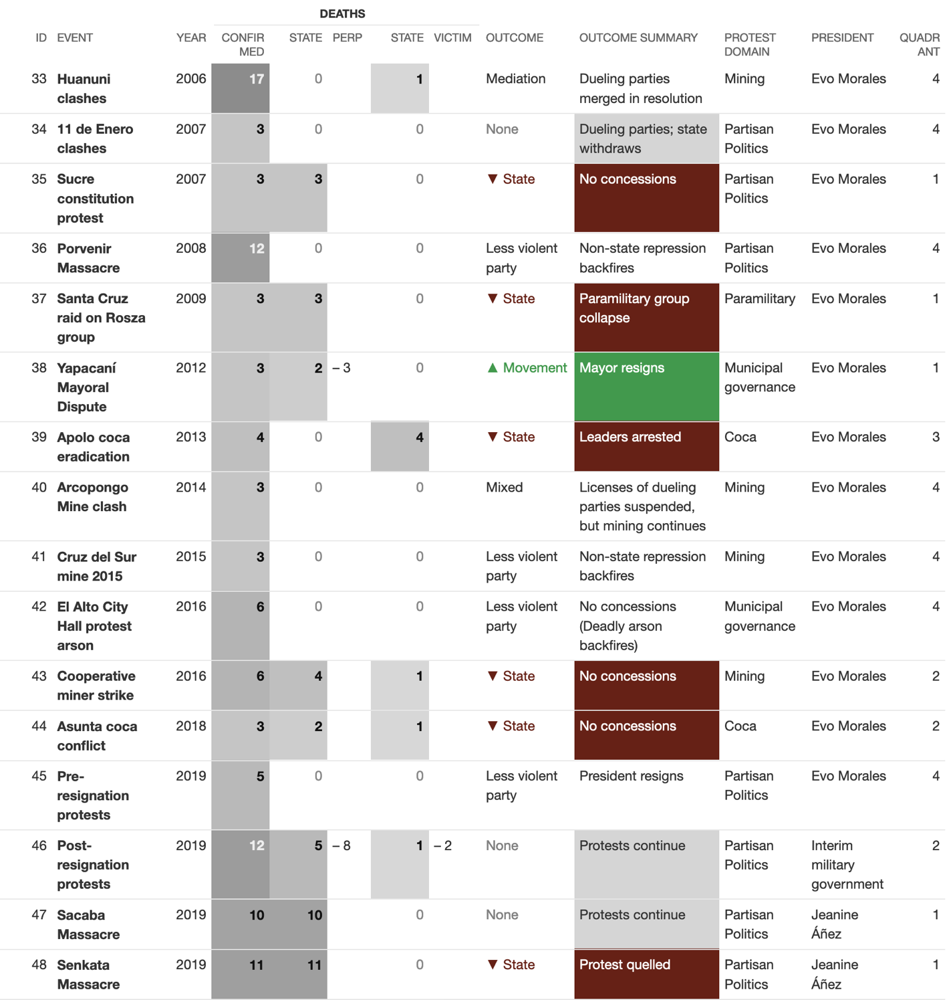 DEATHS
ID EVENT YEAR CONFIR STATE PERP STATE VICTIM OUTCOME OUTCOME SUMMARY PROTEST PRESIDENT QUADR
MED DOMAIN ANT
33 Huanuni 2006 17 0 1 Mediation Dueling parties Mining Evo Morales 4
clashes merged in resolution
34 11 de Enero 2007 3 0 0 None Dueling parties; state Partisan Evo Morales 4
clashes withdraws Politics
35 Sucre 2007 3 3 0 ▼ State No concessions Partisan Evo Morales 1
constitution Politics
protest
36 Porvenir 2008 12 0 0 Less violent Non-state repression Partisan Evo Morales 4
Massacre party backfires Politics
37 Santa Cruz 2009 3 3 0 ▼ State Paramilitary group Paramilitary Evo Morales 1
raid on Rosza collapse
group
38 Yapacaní 2012 3 2 – 3 0 ▲ Movement Mayor resigns Municipal Evo Morales 1
Mayoral governance
Dispute
39 Apolo coca 2013 4 0 4 ▼ State Leaders arrested Coca Evo Morales 3
eradication
40 Arcopongo 2014 3 0 0 Mixed Licenses of dueling Mining Evo Morales 4
Mine clash parties suspended,
but mining continues
41 Cruz del Sur 2015 3 0 0 Less violent Non-state repression Mining Evo Morales 4
mine 2015 party backfires
42 El Alto City 2016 6 0 0 Less violent No concessions Municipal Evo Morales 4
Hall protest party (Deadly arson governance
arson backfires)
43 Cooperative 2016 6 4 1 ▼ State No concessions Mining Evo Morales 2
miner strike
44 Asunta coca 2018 3 2 1 ▼ State No concessions Coca Evo Morales 2
conflict
45 Pre- 2019 5 0 0 Less violent President resigns Partisan Evo Morales 4
resignation party Politics
protests
46 Post- 2019 12 5 – 8 1 – 2 None Protests continue Partisan Interim 2
resignation Politics military
protests government
47 Sacaba 2019 10 10 0 None Protests continue Partisan Jeanine 1
Massacre Politics Áñez
48 Senkata 2019 11 11 0 ▼ State Protest quelled Partisan Jeanine 1
Massacre Politics Áñez